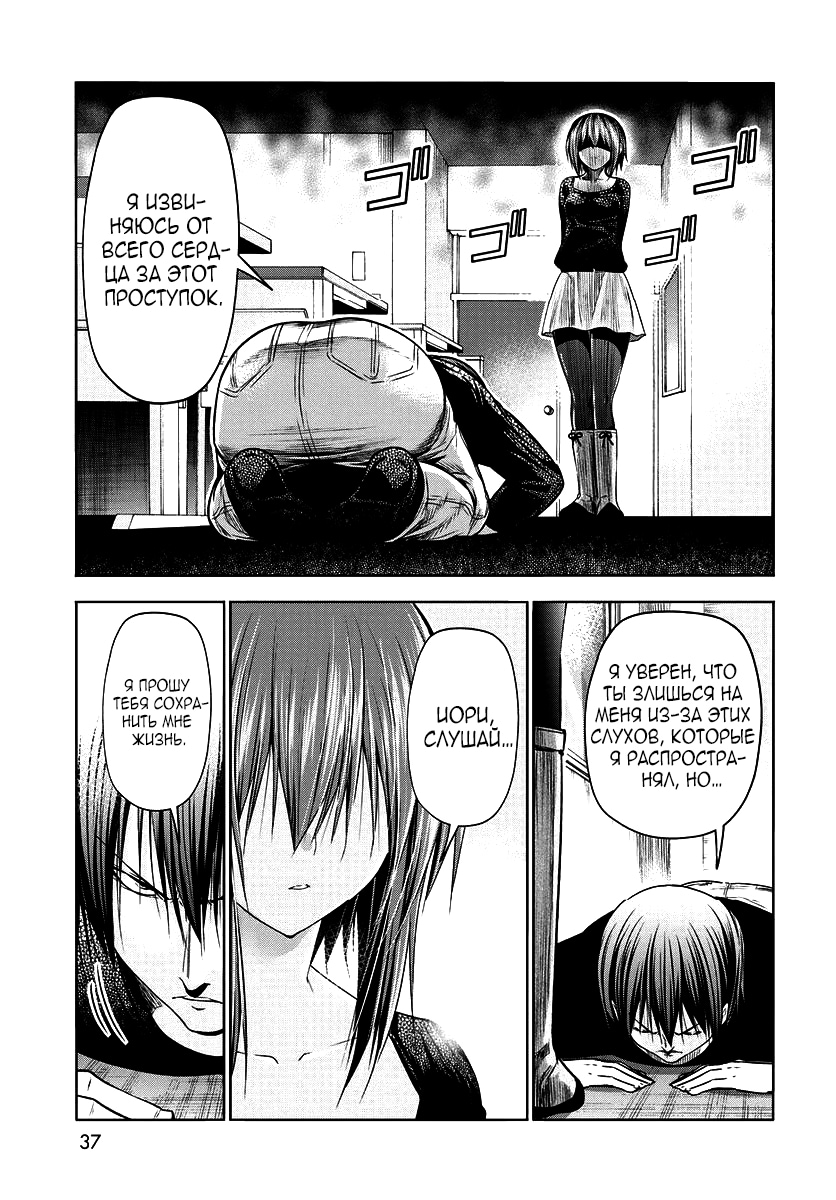 ゴゴゴ
Я ИЗВИ-
НЯЮСЬ ОТ
ВСЕГО СЕРД-
ЦА ЗА ЭТОТ
ПРОСТУПОК.
Я УВЕРЕН, ЧТО
ТЫ ЗЛИШЬСЯ НА
МЕНЯ ИЗ-ЗА ЭТИХ
СЛУХОВ, КОТОРЫЕ
Я РАСПРОСТРА-
НЯЛ, НО...
ИОРИ,
СЛУШАЙ...
Я ПРОШУ
ТЕБЯ СОХРА-
НИТЬ МНЕ
ЖИЗНЬ.
37